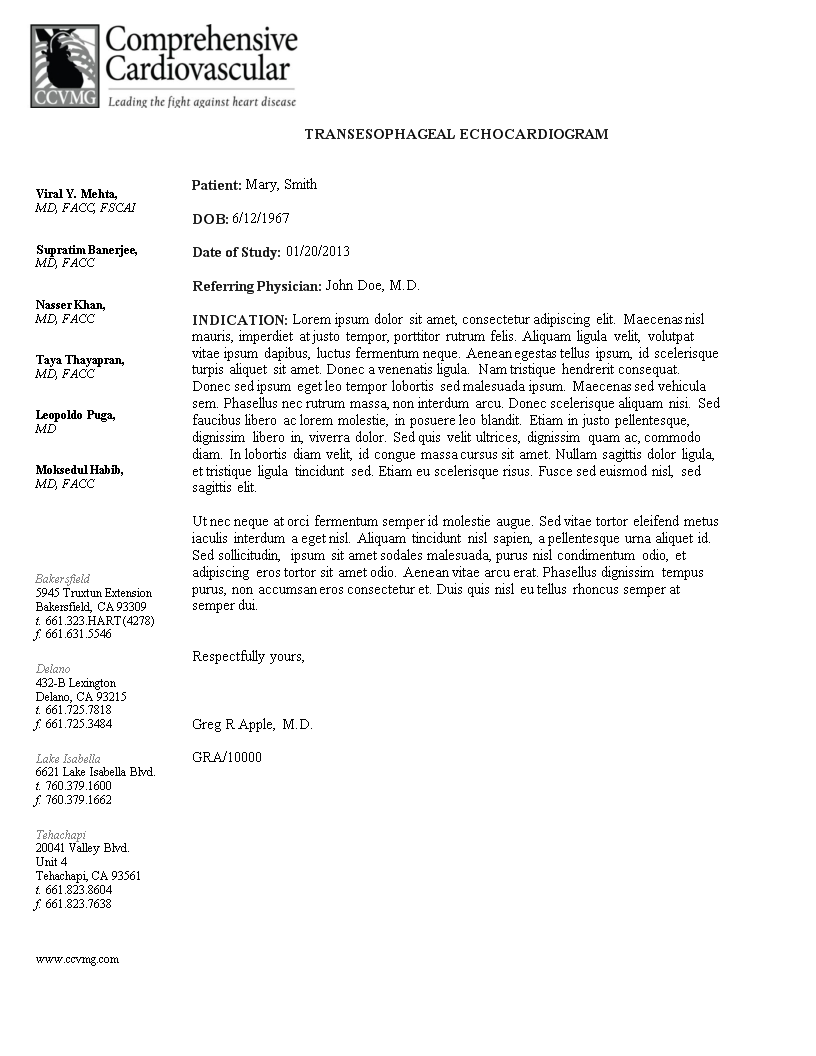 Comprehensive
Cardiovascular
CCVMG
Leading the fight against heart disease
TRANSESOPHAGEAL ECHOCARDIOGRAM
Viral Y. Mehta,
MD, FACC, FSCAI
Supratim Banerjee,
MD, FACC
Nasser Khan,
MD, FACC
Taya Thayapran,
MD, FACC
Leopoldo Puga,
MD
Moksedul Habib,
MD, FACC
Bakersfield
5945 Truxtun Extension
Bakersfield, CA 93309
t. 661.323.HART(4278)
f. 661.631.5546
Delano
432-B Lexington
Delano, CA 93215
t. 661.725.7818
f. 661.725.3484
Lake Isabella
6621 Lake Isabella Blvd.
t. 760.379.1600
f. 760.379.1662
Tehachapi
20041 Valley Blvd.
Unit 4
Tehachapi, CA 93561
t. 661.823.8604
f. 661.823.7638
www.ccvmg.com
Patient: Mary, Smith
DOB: 6/12/1967
Date of Study: 01/20/2013
Referring Physician: John Doe, M.D.
INDICATION: Lorem ipsum dolor sit amet, consectetur adipiscing elit. Maecenas nisl
mauris, imperdiet at justo tempor, porttitor rutrum felis. Aliquam ligula velit, volutpat
vitae ipsum dapibus, luctus fermentum neque. Aenean egestas tellus ipsum, id scelerisque
turpis aliquet sit amet. Donec a venenatis ligula. Nam tristique hendrerit consequat.
Donec sed ipsum eget leo tempor lobortis sed malesuada ipsum. Maecenas sed vehicula
sem. Phasellus nec rutrum massa, non interdum arcu. Donec scelerisque aliquam nisi. Sed
faucibus libero ac lorem molestie, in posuere leo blandit. Etiam in justo pellentesque,
dignissim libero in, viverra dolor. Sed quis velit ultrices, dignissim quam ac, commodo
diam. In lobortis diam velit, id congue massa cursus sit amet. Nullam sagittis dolor ligula,
et tristique ligula tincidunt sed. Etiam eu scelerisque risus. Fusce sed euismod nisl, sed
sagittis elit.
Ut nec neque at orci fermentum semper id molestie augue. Sed vitae tortor eleifend metus
iaculis interdum a eget nisl. Aliquam tincidunt nisl sapien, a pellentesque urna aliquet id.
Sed sollicitudin, ipsum sit amet sodales malesuada, purus nisl condimentum odio, et
adipiscing eros tortor sit amet odio. Aenean vitae arcu erat. Phasellus dignissim tempus
purus, non accumsan eros consectetur et. Duis quis nisl eu tellus rhoncus semper at
semper dui.
Respectfully yours,
Greg R Apple, M.D.
GRA/10000